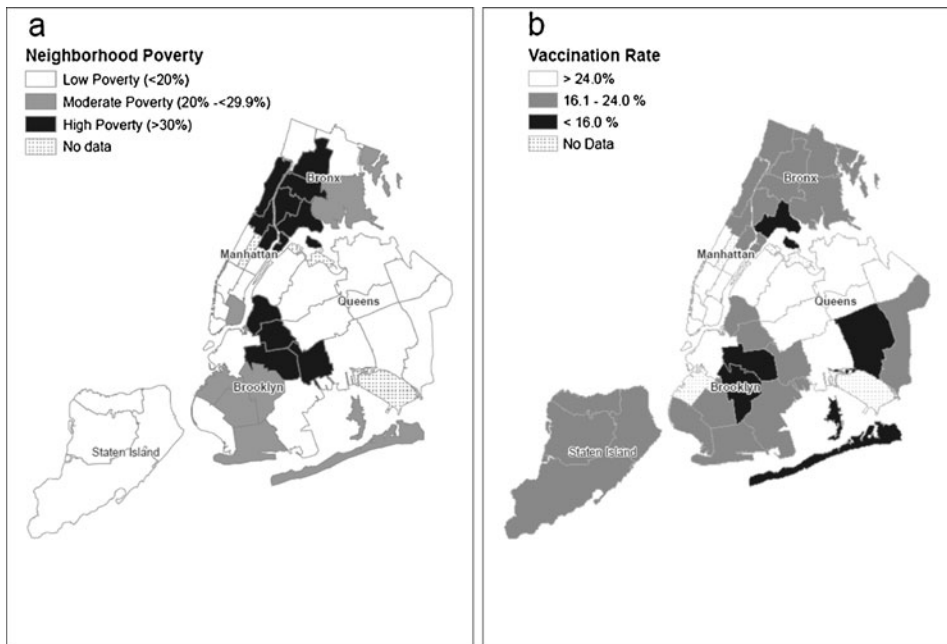 a
Neighborhood Poverty
Low Poverty (<20%)
Moderate Poverty (20% -<29.9%)
High Poverty (>30%)
No data
Bronx
Manhattan
Queens
Brooklyn
Staten Island
b
Vaccination Rate
> 24.0%
16.1 - 24.0 %
< 16.0 %
No Data
Bronx
Manhattan
Queens
Brooklyn
Staten Island